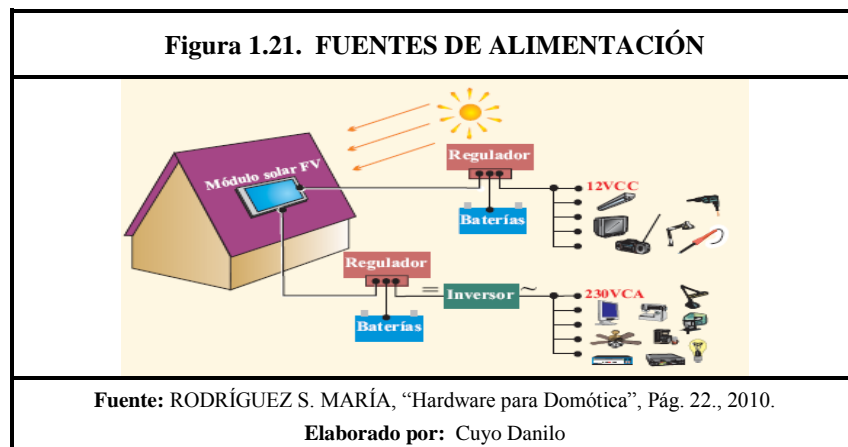 Figura 1.21. FUENTES DE ALIMENTACIÓN
Módulo solar FV
Regulador
12VCC
Baterías
Regulador
=
Inversor
~
230VCA
Baterías
Fuente: RODRÍGUEZ S. MARÍA, “Hardware para Domótica”, Pág. 22., 2010.
Elaborado por: Cuyo Danilo